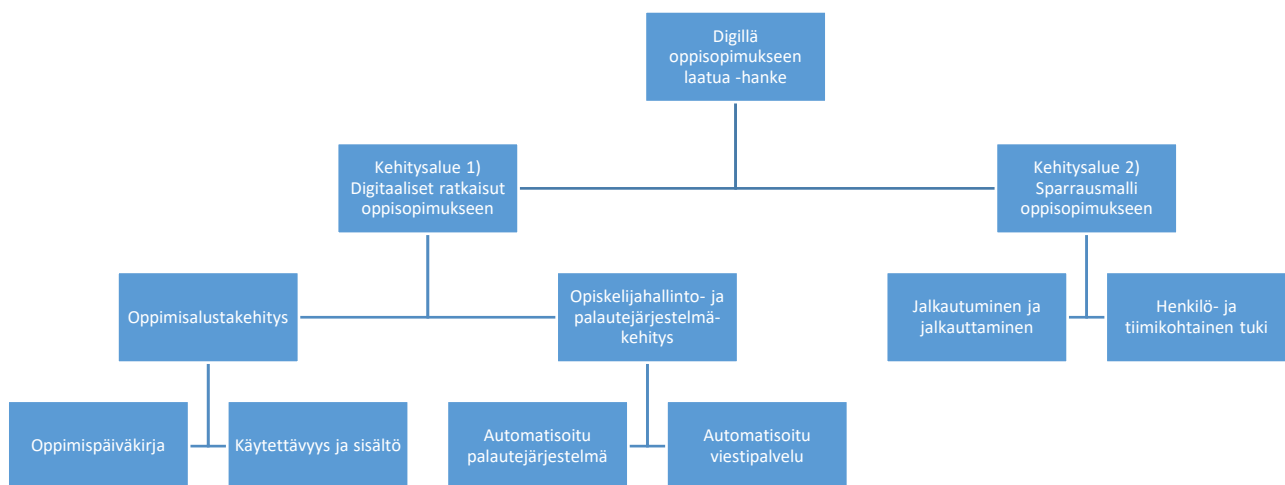 Digillä
oppisopimukseen
laatua -hanke
Kehitysalue 1)
Digitaaliset ratkaisut
oppisopimukseen
Kehitysalue 2)
Sparrausmalli
oppisopimukseen
Oppimisalustakehitys
Opiskelijahallinto- ja
palautejärjestelmä-
kehitys
Jalkautuminen ja
jalkauttaminen
Henkilö- ja
tiimikohtainen tuki
Oppimispäiväkirja
Käytettävyys ja sisältö
Automatisoitu
palautejärjestelmä
Automatisoitu
viestipalvelu